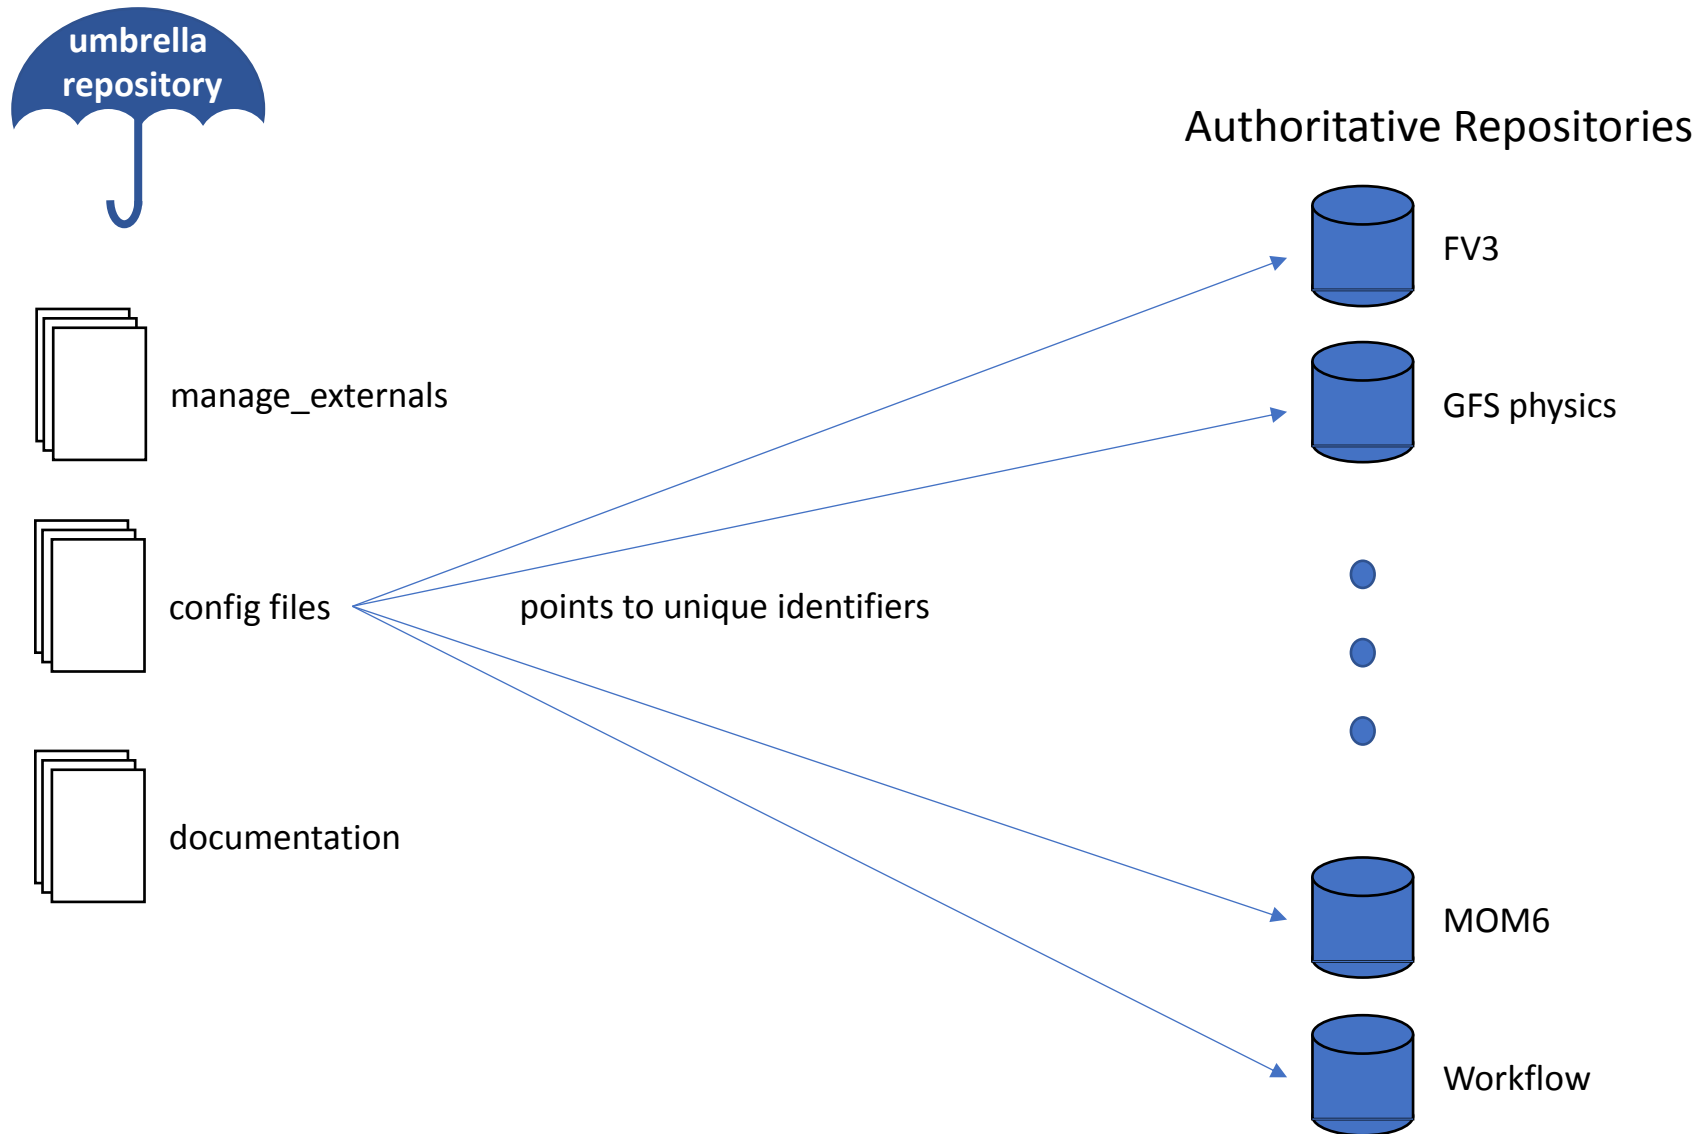 umbrella
repository
Authoritative Repositories
FV3
manage_externals
GFS physics
config files
points to unique identifiers
documentation
MOM6
Workflow